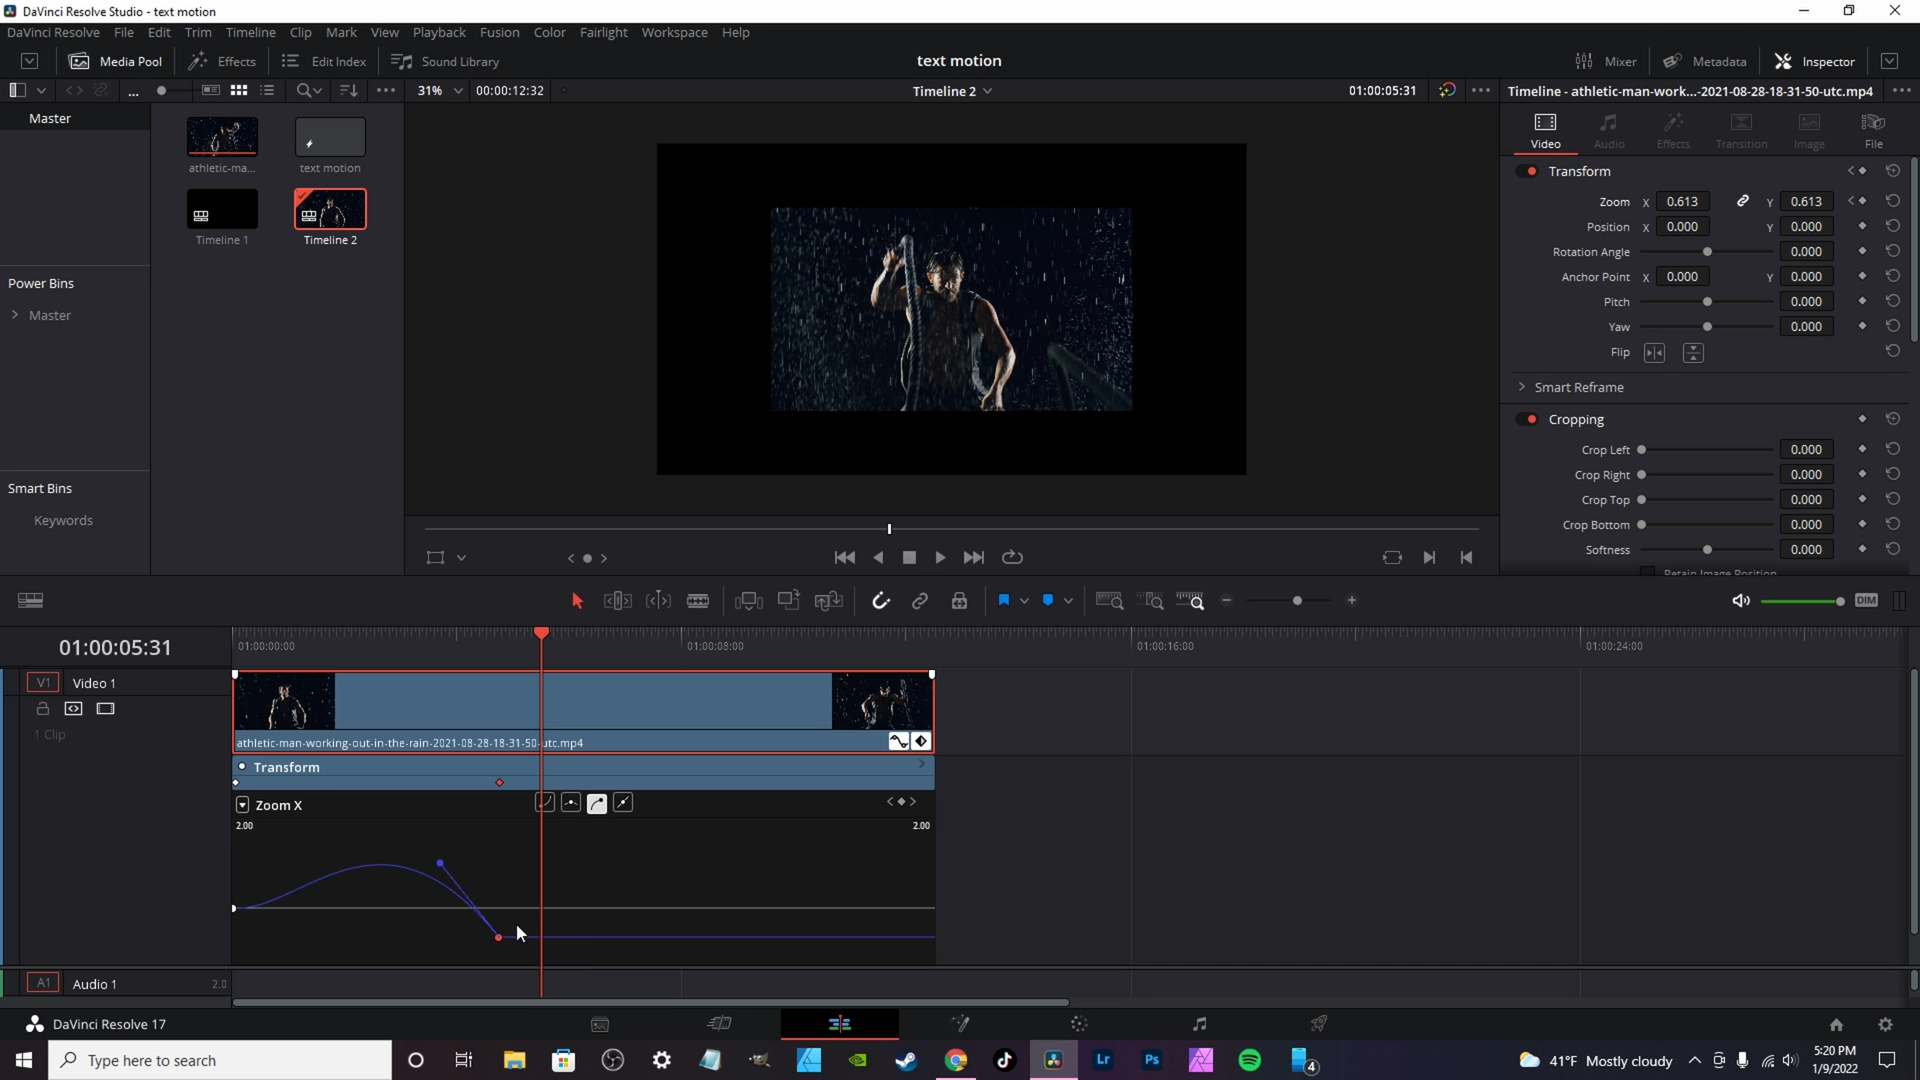 DaVinci Resolve Studio - text motion
DaVinci Resolve File Edit Trim Timeline Clip Mark View Playback Fusion Color Fairlight Workspace Help
Media Pool Effects Edit Index Sound Library text motion Mixer Metadata Inspector
31% 00:00:12:32 Timeline 2 01:00:05:31 Timeline - athletic-man-work...-2021-08-28-18-31-50-utc.mp4
Master
athletic-ma... text motion
Timeline 1 Timeline 2
Power Bins
Master
Smart Bins
Keywords
Video Audio Effects Transition Image File
Transform
Zoom X 0.613 Y 0.613
Position X 0.000 Y 0.000
Rotation Angle 0.000
Anchor Point X 0.000 Y 0.000
Pitch 0.000
Yaw 0.000
Flip
Smart Reframe
Cropping
Crop Left 0.000
Crop Right 0.000
Crop Top 0.000
Crop Bottom 0.000
Softness 0.000
Retain Image Position
DIM
01:00:05:31 01:00:00:00 01:00:08:00 01:00:16:00 01:00:24:00
V1 Video 1
1 Clip
athletic-man-working-out-in-the-rain-2021-08-28-18-31-50-utc.mp4
Transform
Zoom X
2.00 2.00
A1 Audio 1 2.0
DaVinci Resolve 17
Type here to search
Lr Ps 4
41°F Mostly cloudy
5:20 PM
1/9/2022